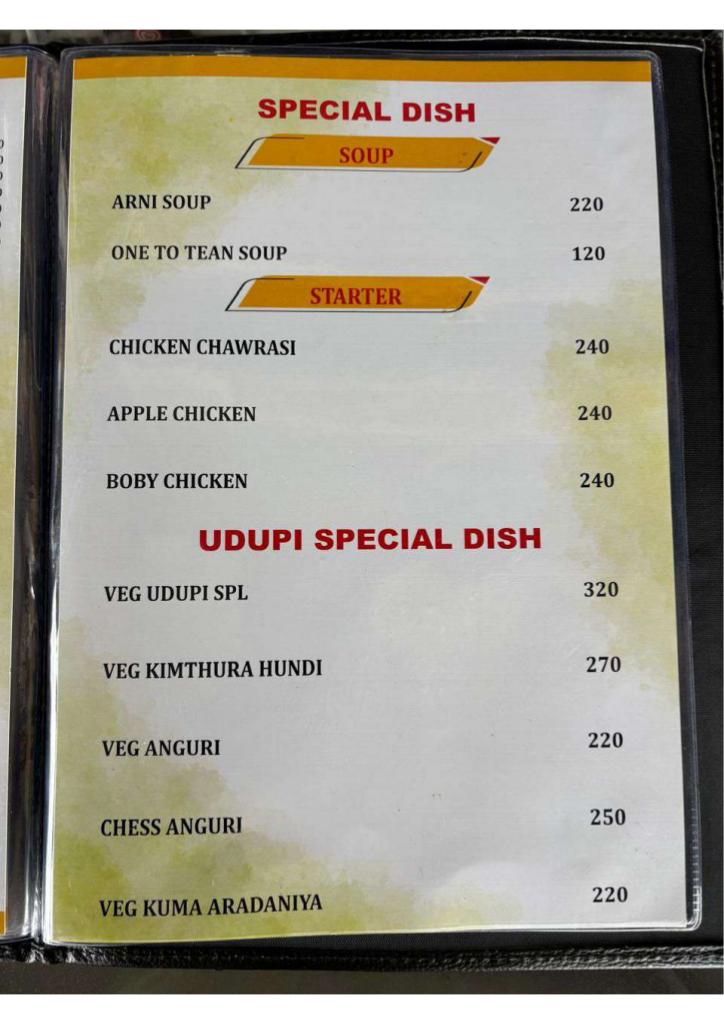 SPECIAL DISH
SOUP
ARNI SOUP 220
ONE TO TEAN SOUP 120
STARTER
CHICKEN CHAWRASI 240
APPLE CHICKEN 240
BOBY CHICKEN 240
UDUPI SPECIAL DISH
VEG UDUPI SPL 320
VEG KIMTHURA HUNDI 270
VEG ANGURI 220
CHESS ANGURI 250
VEG KUMA ARADANIYA 220